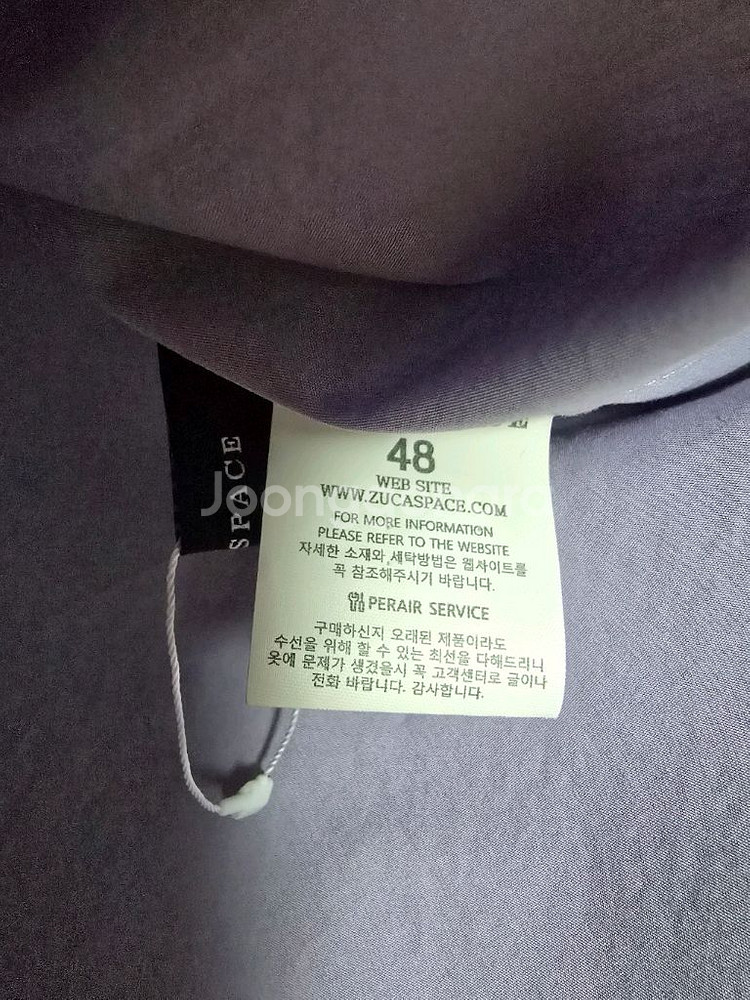 SPACE
48
WEB SITE
WWW.ZUCASPACE.COM
FOR MORE INFORMATION
PLEASE REFER TO THE WEBSITE
자세한 소재와 세탁방법은 웹사이트를
꼭 참조해주시기 바랍니다.
PERAIR SERVICE
구매하신지 오래된 제품이라도
수선을 위해 할 수 있는 최선을 다해드리니
옷에 문제가 생겼을시 꼭 고객센터로 글이나
전화 바랍니다. 감사합니다.